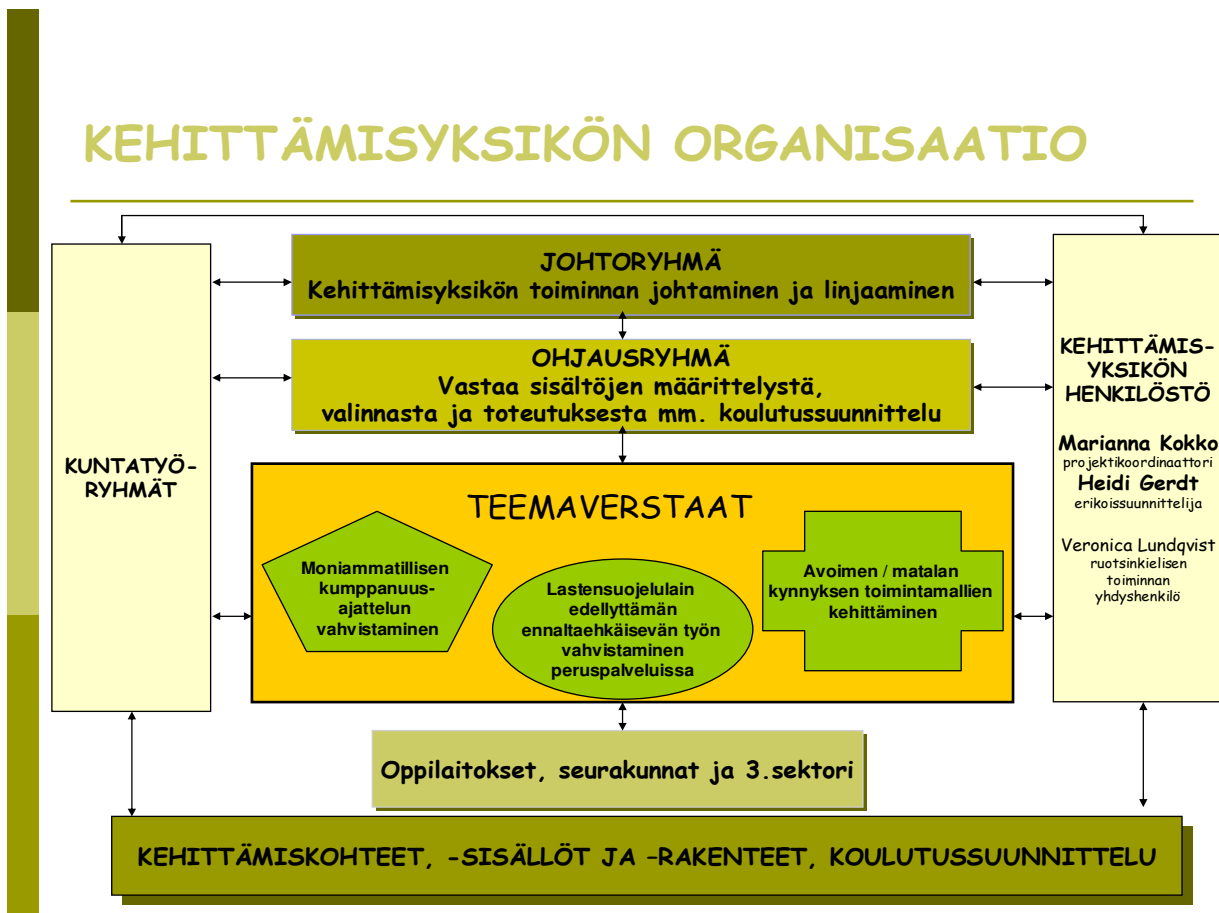 KEHITTÄMISYKSIKÖN ORGANISAATIO
JOHTORYHMÄ
Kehittämisyksikön toiminnan johtaminen ja linjaaminen
OHJAUSRYHMÄ
Vastaa sisältöjen määrittelystä,
valinnasta ja toteutuksesta mm. koulutussuunnittelu
KUNTATYÖ-
RYHMÄT
TEEMAVERSTAAT
Moniammatillisen
kumppanuus-
ajattelun
vahvistaminen
Lastensuojelulain
edellyttämän
ennaltaehkäisevän työn
vahvistaminen
peruspalveluissa
Avoimen / matalan
kynnyksen toimintamallien
kehittäminen
KEHITTÄMIS-
YKSIKÖN
HENKILÖSTÖ
Marianna Kokko
projektikoordinaattori
Heidi Gerdt
erikoissuunnittelija
Veronica Lundqvist
ruotsinkielisen
toiminnan
yhdyshenkilö
Oppilaitokset, seurakunnat ja 3.sektori
KEHITTÄMISKOHTEET, -SISÄLLÖT JA –RAKENTEET, KOULUTUSSUUNNITTELU